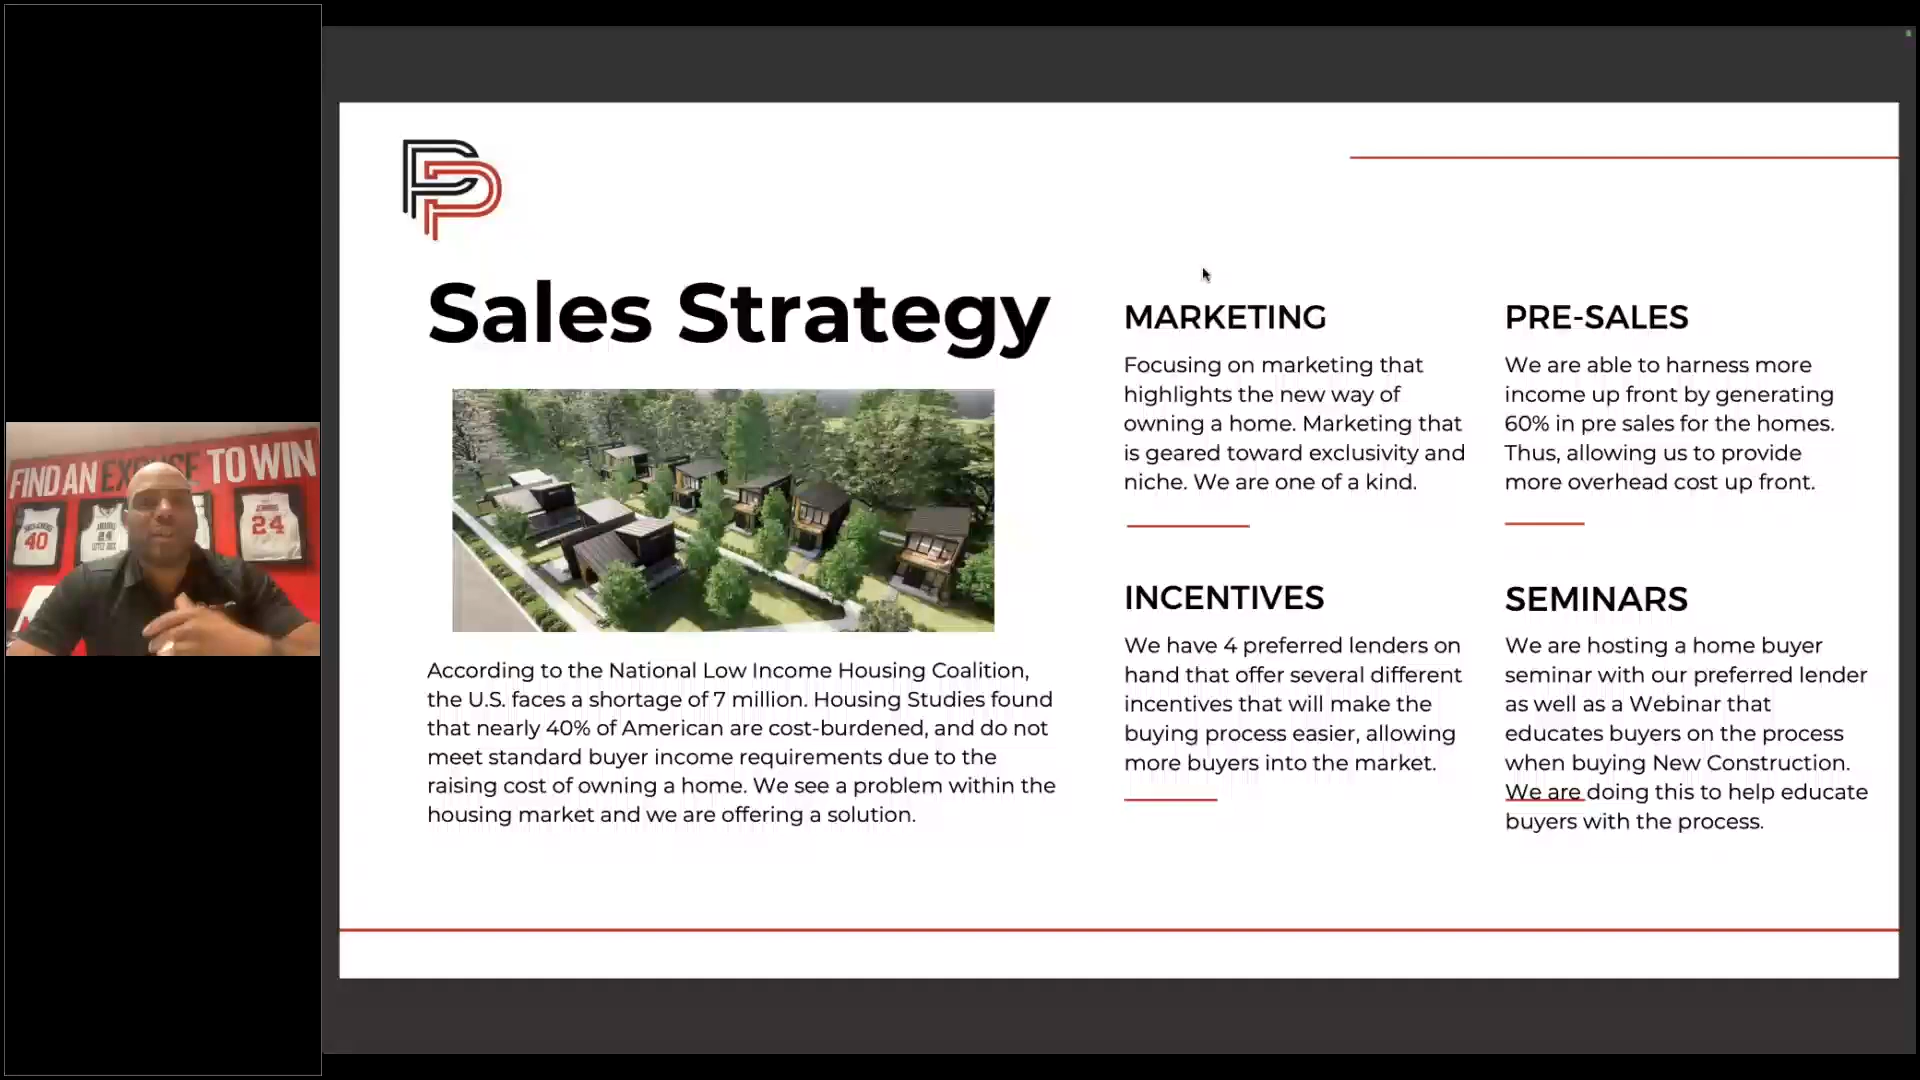 FIND AN EXCUSE TO WIN
40
24
24
PP
Sales Strategy
According to the National Low Income Housing Coalition,
the U.S. faces a shortage of 7 million. Housing Studies found
that nearly 40% of American are cost-burdened, and do not
meet standard buyer income requirements due to the
raising cost of owning a home. We see a problem within the
housing market and we are offering a solution.
MARKETING
Focusing on marketing that
highlights the new way of
owning a home. Marketing that
is geared toward exclusivity and
niche. We are one of a kind.
PRE-SALES
We are able to harness more
income up front by generating
60% in pre sales for the homes.
Thus, allowing us to provide
more overhead cost up front.
INCENTIVES
We have 4 preferred lenders on
hand that offer several different
incentives that will make the
buying process easier, allowing
more buyers into the market.
SEMINARS
We are hosting a home buyer
seminar with our preferred lender
as well as a Webinar that
educates buyers on the process
when buying New Construction.
We are doing this to help educate
buyers with the process.